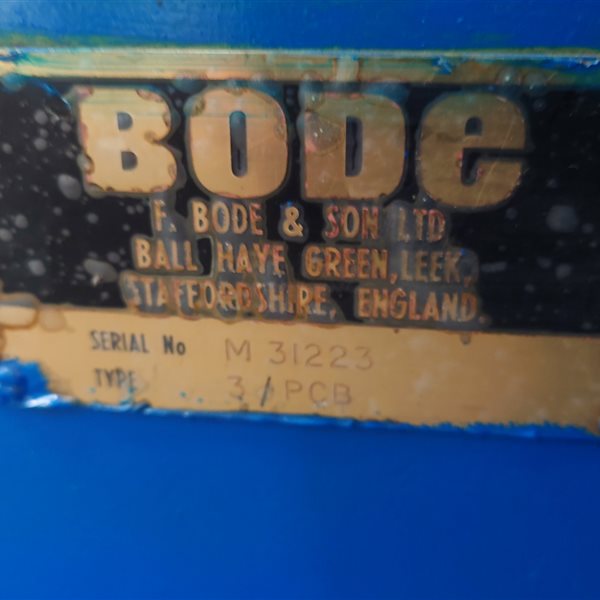 BODe
F. BODE & SON LTD
BALL HAYE GREEN, LEEK,
STAFFORDSHIRE, ENGLAND.
SERIAL No M 31223
TYPE 3/PCB